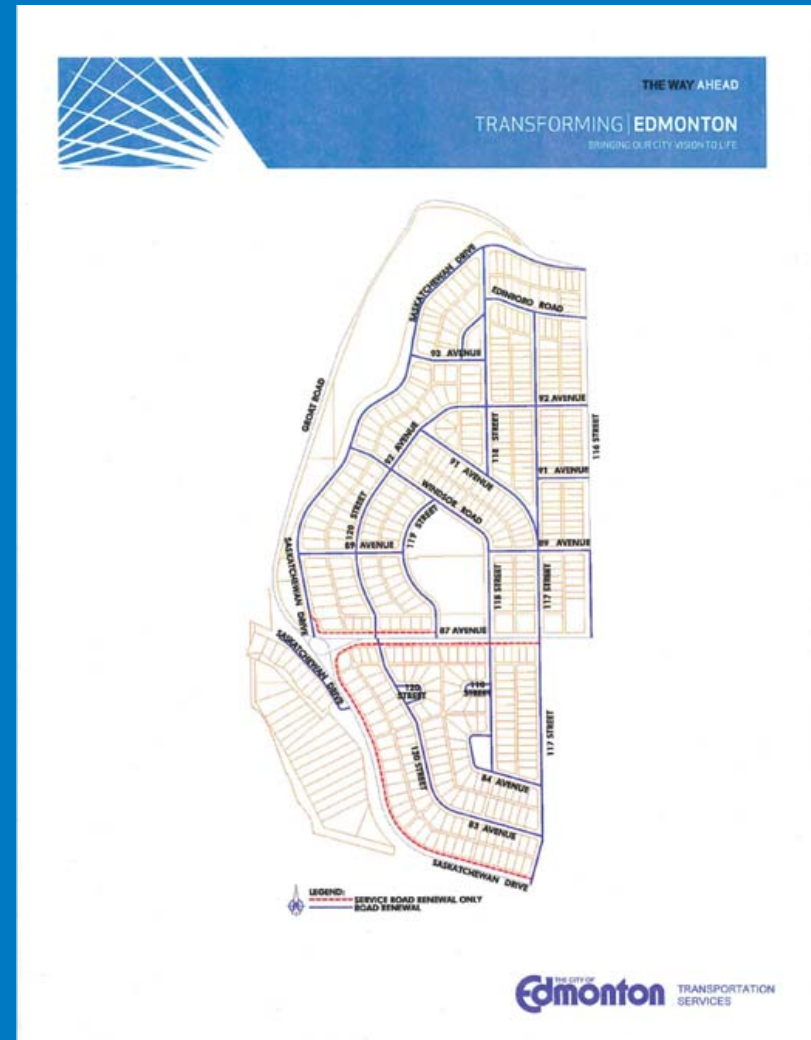 THE WAY AHEAD
TRANSFORMING | EDMONTON
BRINGING OUR CITY VISION TO LIFE
SASKATCHEWAN DRIVE
EDINBORO ROAD
93 AVENUE
GROAT ROAD
92 AVENUE
92 AVENUE
118 STREET
116 STREET
91 AVENUE
91 AVENUE
WINDSOR ROAD
120 STREET
119 STREET
89 AVENUE
89 AVENUE
SASKATCHEWAN DRIVE
118 STREET
117 STREET
87 AVENUE
SASKATCHEWAN DRIVE
120
STREET
STREET
117 STREET
120 STREET
84 AVENUE
83 AVENUE
SASKATCHEWAN DRIVE
LEGEND:
SERVICE ROAD RENEWAL ONLY
ROAD RENEWAL
THE CITY OF
Edmonton
TRANSPORTATION
SERVICES